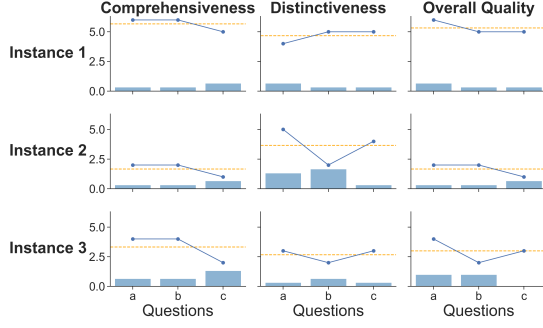 Comprehensiveness Distinctiveness Overall Quality
Instance 1
5.0
2.5
0.0
Instance 2
5.0
2.5
0.0
Instance 3
5.0
2.5
0.0
a b c a b c a b c
Questions Questions Questions